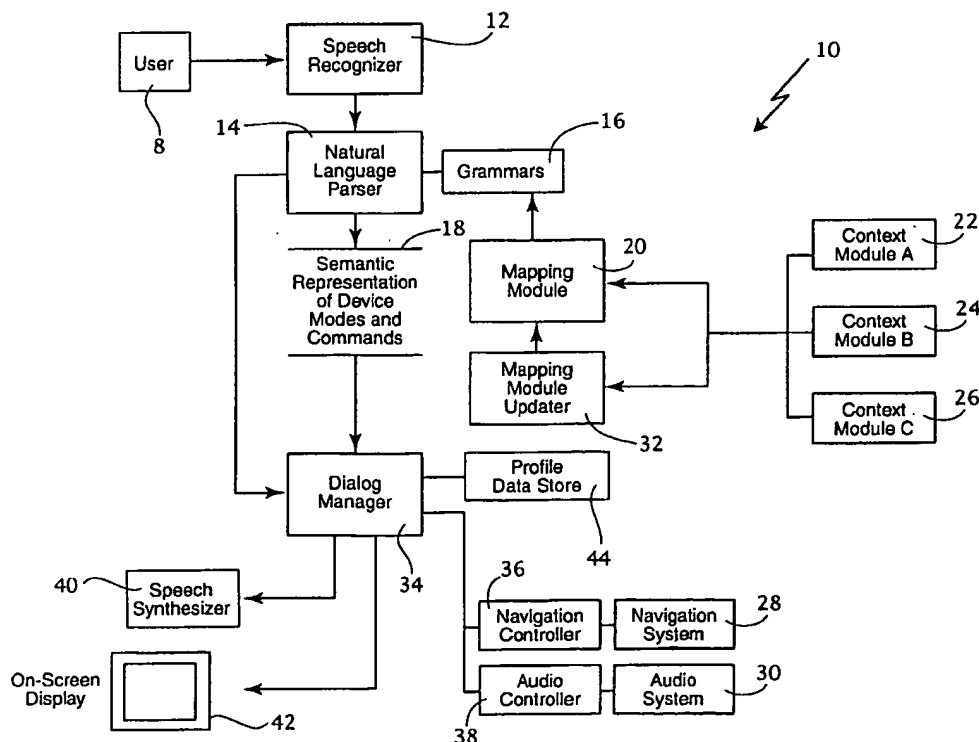 12
Speech
Recognizer
User
8
10
14
Natural
Language
Parser
16
Grammars
18
Semantic
Representation
of Device
Modes and
Commands
20
Mapping
Module
22
Context
Module A
24
Context
Module B
26
Context
Module C
Mapping
Module
Updater
32
Dialog
Manager
34
Profile
Data Store
44
40
Speech
Synthesizer
36
Navigation
Controller
Navigation
System
28
On-Screen
Display
42
Audio
Controller
38
Audio
System
30